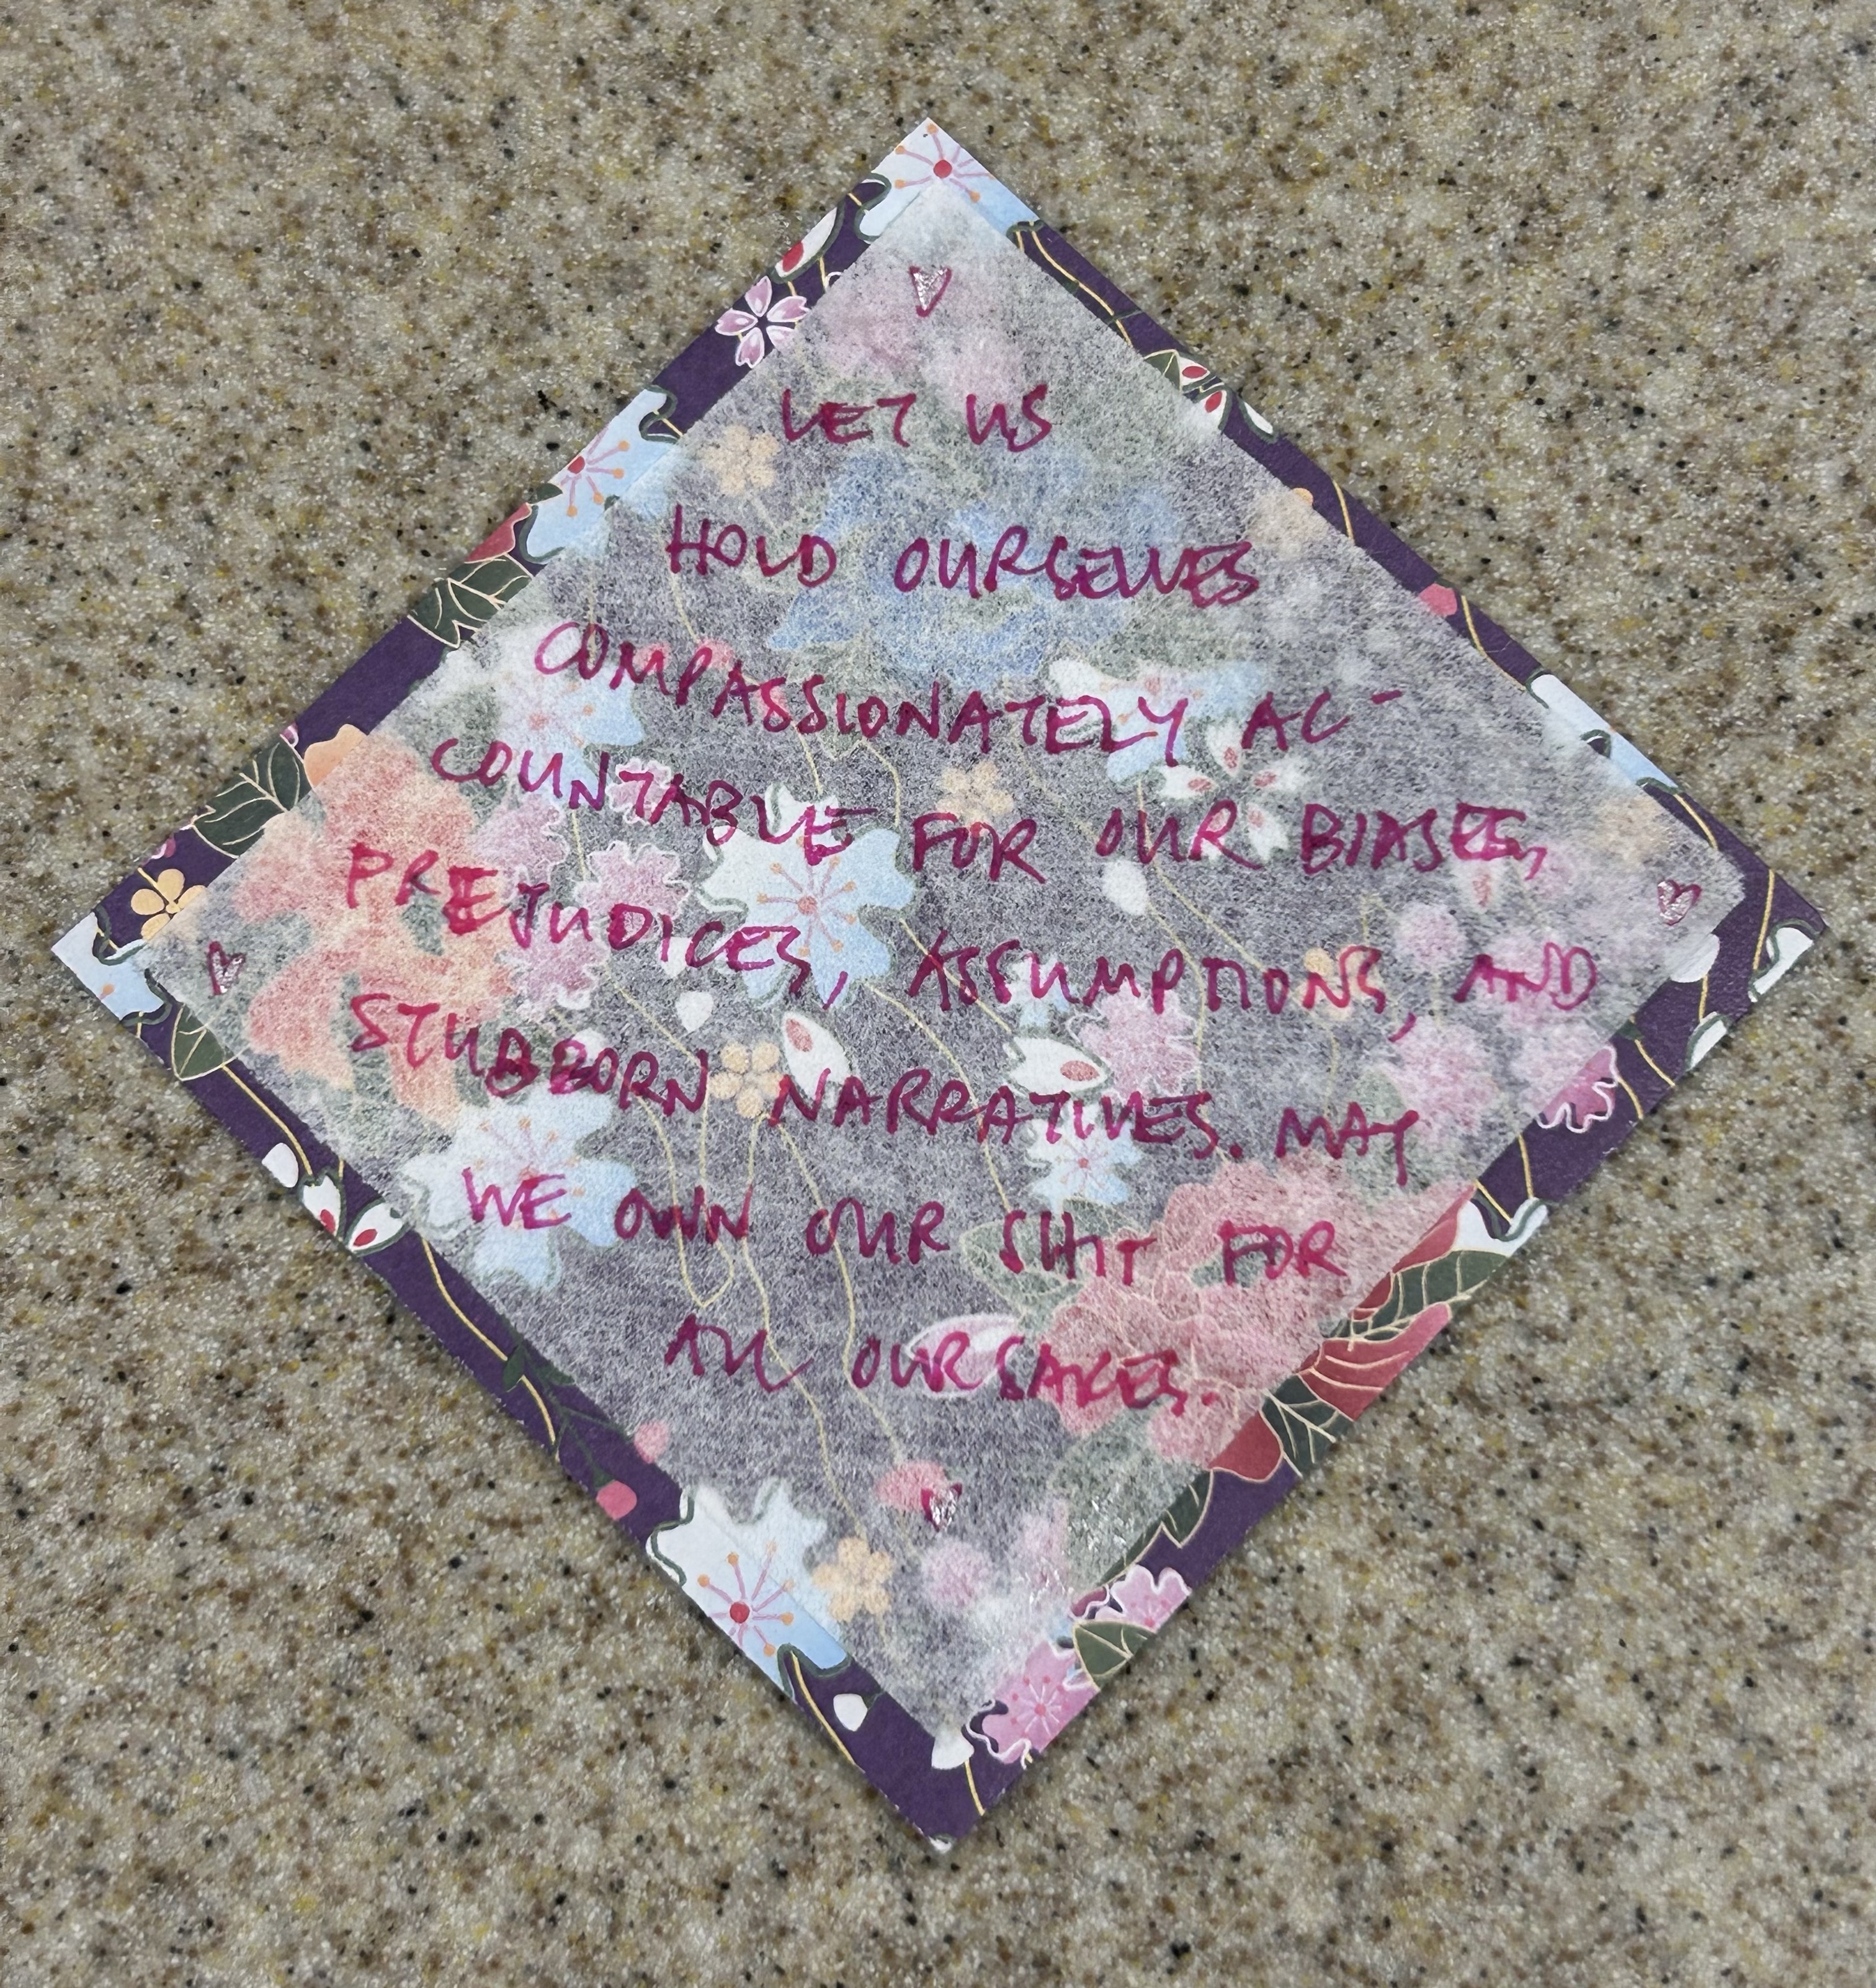 LET US
HOLD OURSELVES
COMPASSIONATELY AC-
COUNTABLE FOR OUR BIASES,
PREJUDICES, ASSUMPTIONS, AND
STUBBORN NARRATIVES. MAY
WE OWN OUR SHIT FOR
ALL OUR SAKES.